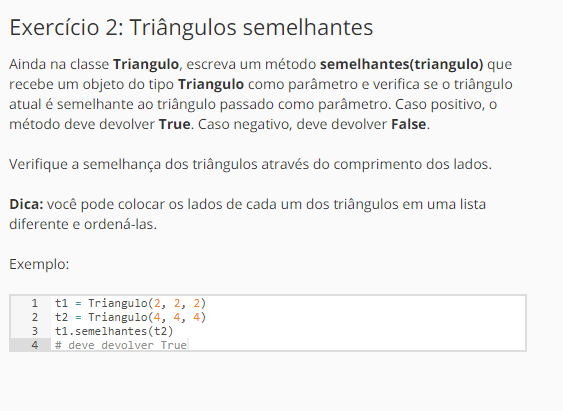 Exercício 2: Triângulos semelhantes
Ainda na classe Triangulo, escreva um método semelhantes(triangulo) que
recebe um objeto do tipo Triangulo como parâmetro e verifica se o triângulo
atual é semelhante ao triângulo passado como parâmetro. Caso positivo, o
método deve devolver True. Caso negativo, deve devolver False.
Verifique a semelhança dos triângulos através do comprimento dos lados.
Dica: você pode colocar os lados de cada um dos triângulos em uma lista
diferente e ordená-las.
Exemplo:
1 t1 = Triangulo(2, 2, 2)
2 t2 = Triangulo(4, 4, 4)
3 t1.semelhantes(t2)
4 # deve devolver True